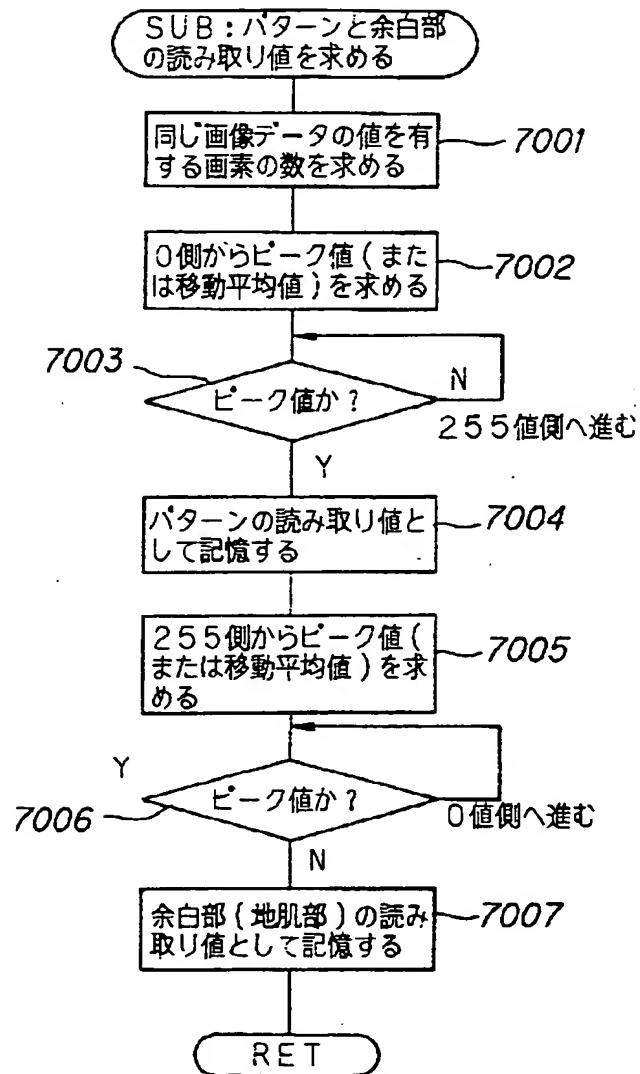 SUB:パターンと余白部
の読み取り値を求める
同じ画像データの値を有
する画素の数を求める
7001
0側からピーク値(また
は移動平均値)を求める
7002
7003
ピーク値か?
N
255値側へ進む
Y
パターンの読み取り値と
して記憶する
7004
255側からピーク値(
または移動平均値)を求
める
7005
Y
ピーク値か?
7006
0値側へ進む
N
余白部(地肌部)の読み
取り値として記憶する
7007
RET